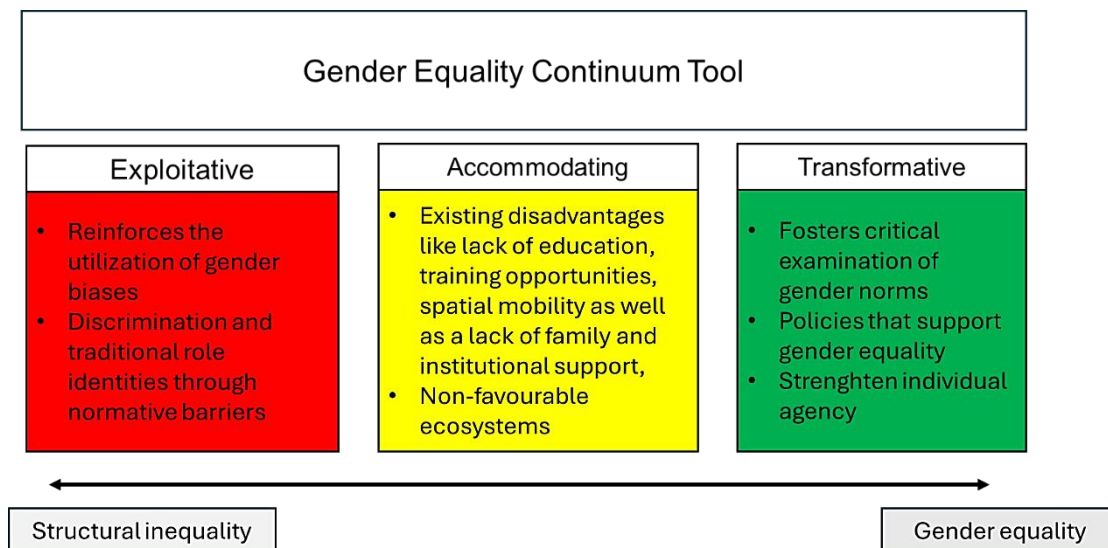 Gender Equality Continuum Tool
Exploitative
• Reinforces the
utilization of gender
biases
• Discrimination and
traditional role
identities through
normative barriers
Accommodating
• Existing disadvantages
like lack of education,
training opportunities,
spatial mobility as well
as a lack of family and
institutional support,
• Non-favourable
ecosystems
Transformative
• Fosters critical
examination of
gender norms
• Policies that support
gender equality
• Strenghten individual
agency
Structural inequality
Gender equality